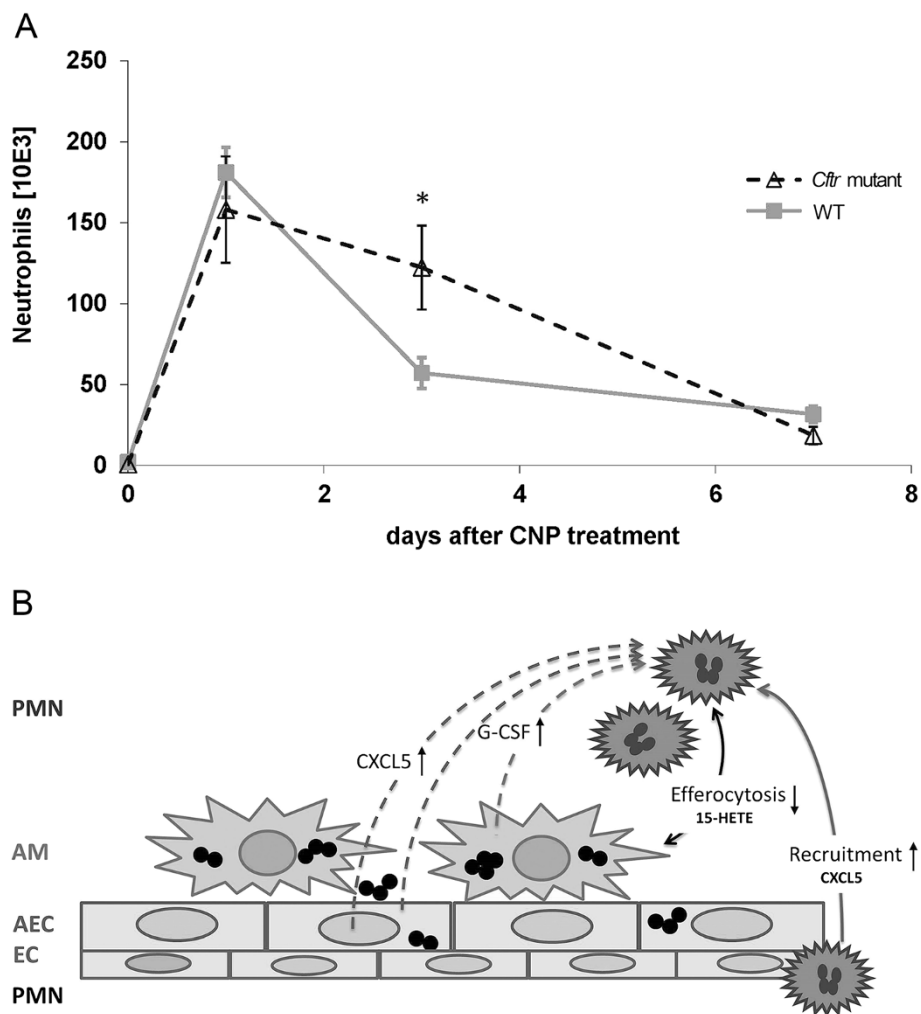 A
250
200
150
100
50
0
Neutrophils [10E3]
*
Cftr mutant
WT
0 2 4 6 8
days after CNP treatment
B
PMN
G-CSF ↑
CXCL5 ↑
Efferocytosis ↓
15-HETE
AM
Recruitment ↑
CXCL5
AEC
EC
PMN